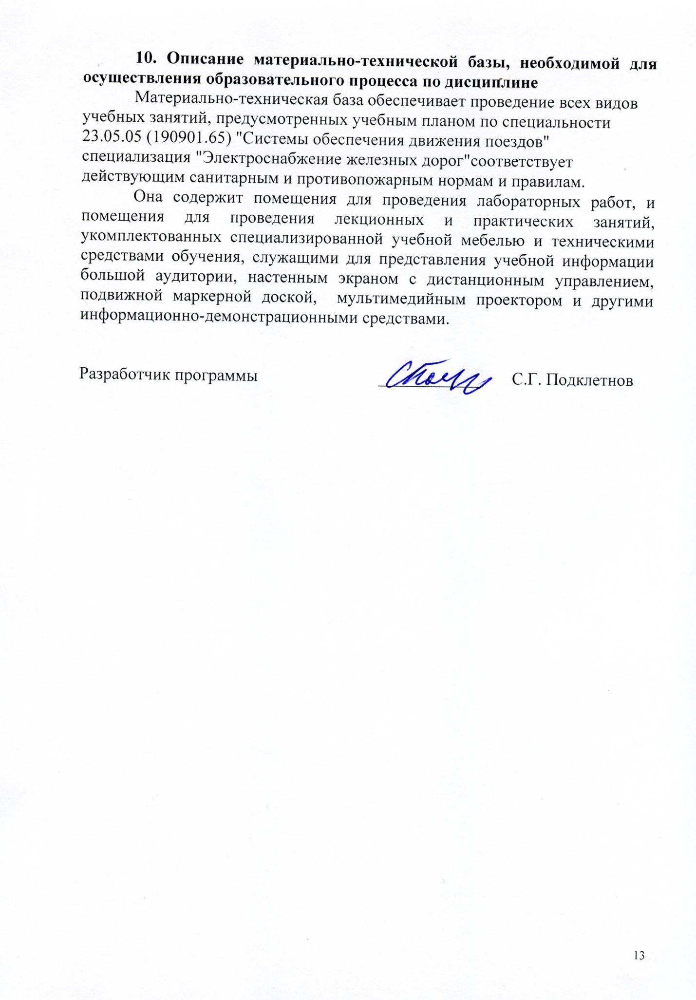 10. Описание материально-технической базы, необходимой для
осуществления образовательного процесса по дисциплине
Материально-техническая база обеспечивает проведение всех видов
учебных занятий, предусмотренных учебным планом по специальности
23.05.05 (190901.65) "Системы обеспечения движения поездов"
специализация "Электроснабжение железных дорог"соответствует
действующим санитарным и противопожарным нормам и правилам.
Она содержит помещения для проведения лабораторных работ, и
помещения для проведения лекционных и практических занятий,
укомплектованных специализированной учебной мебелью и техническими
средствами обучения, служащими для представления учебной информации
большой аудитории, настенным экраном с дистанционным управлением,
подвижной маркерной доской, мультимедийным проектором и другими
информационно-демонстрационными средствами.
Разработчик программы С.Г. Подклетнов
13